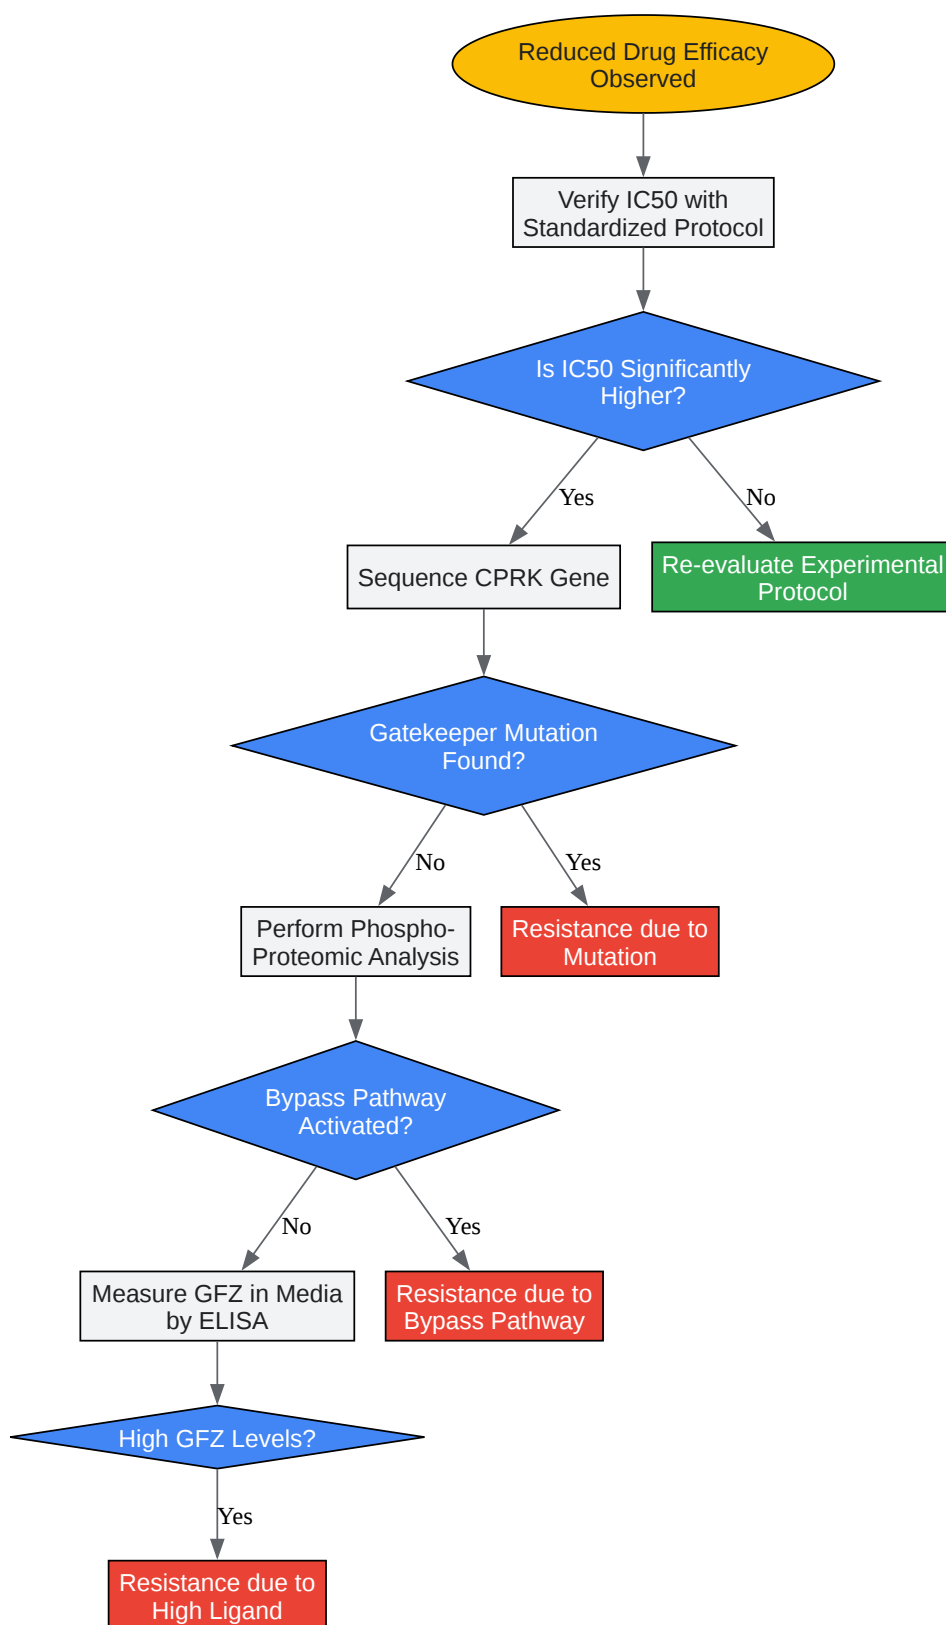 Reduced Drug Efficacy
Observed
Verify IC50 with
Standardized Protocol
Is IC50 Significantly
Higher?
Yes
No
Sequence CPRK Gene
Re-evaluate Experimental
Protocol
Gatekeeper Mutation
Found?
No
Yes
Perform Phospho-
Proteomic Analysis
Resistance due to
Mutation
Bypass Pathway
Activated?
No
Yes
Measure GFZ in Media
by ELISA
Resistance due to
Bypass Pathway
High GFZ Levels?
Yes
Resistance due to
High Ligand